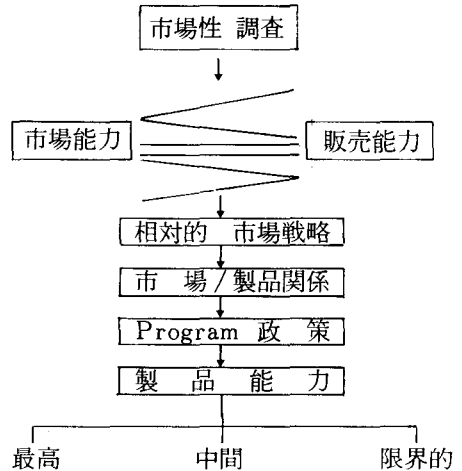 市場性 調査
市場能力 販売能力
相対的 市場戦略
市 場 / 製品関係
Program 政 策
製 品 能 力
最高 中間 限界的